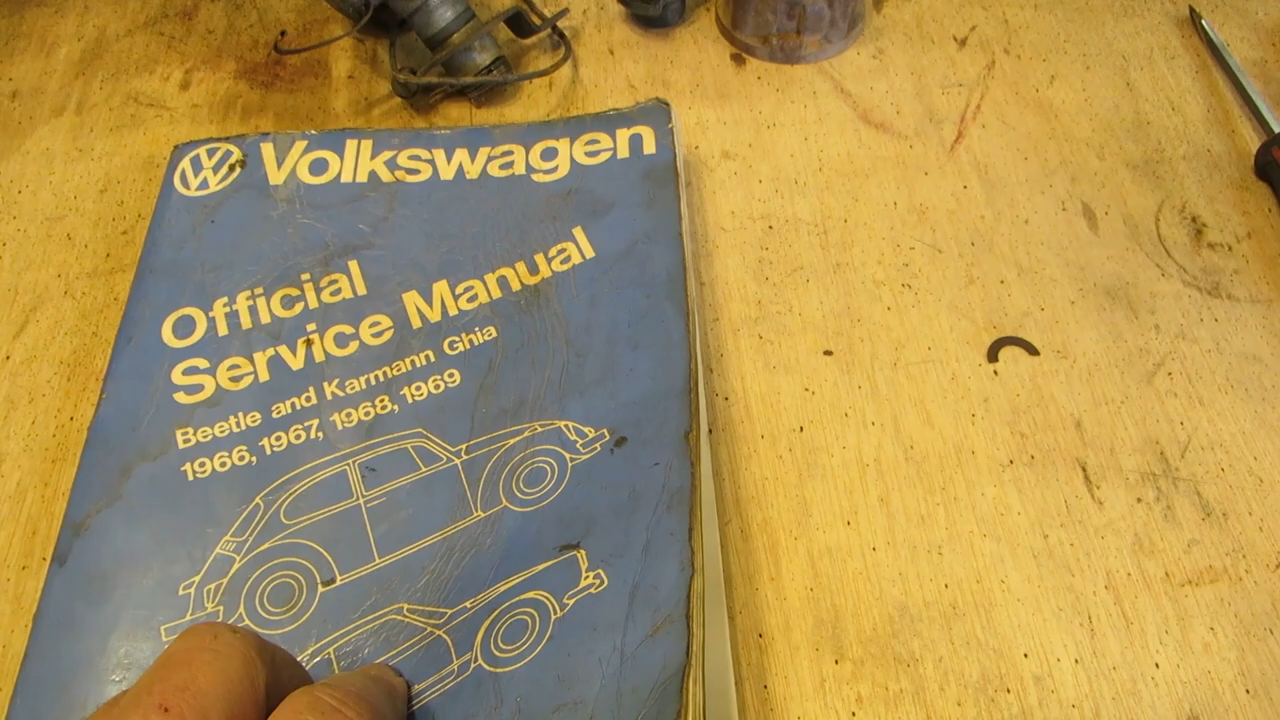 VW Volkswagen
Official
Service Manual
Beetle and Karmann Ghia
1966, 1967, 1968, 1969